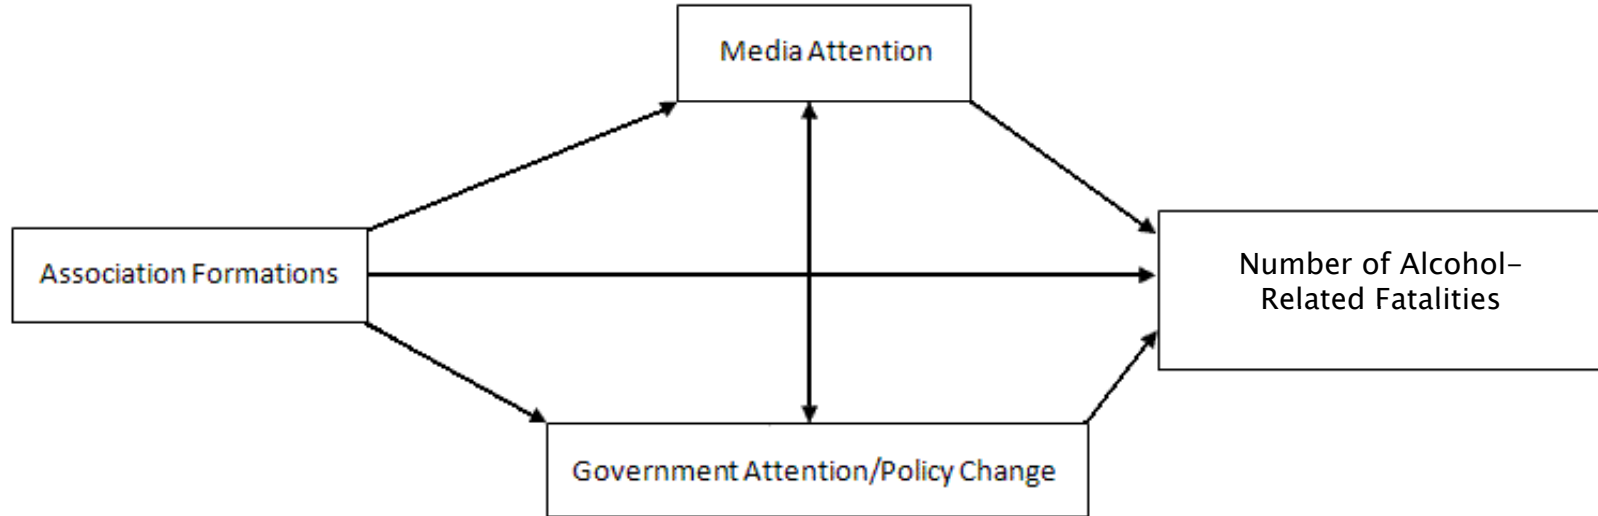 Media Attention
Association Formations
Number of Alcohol-
Related Fatalities
Government Attention/Policy Change